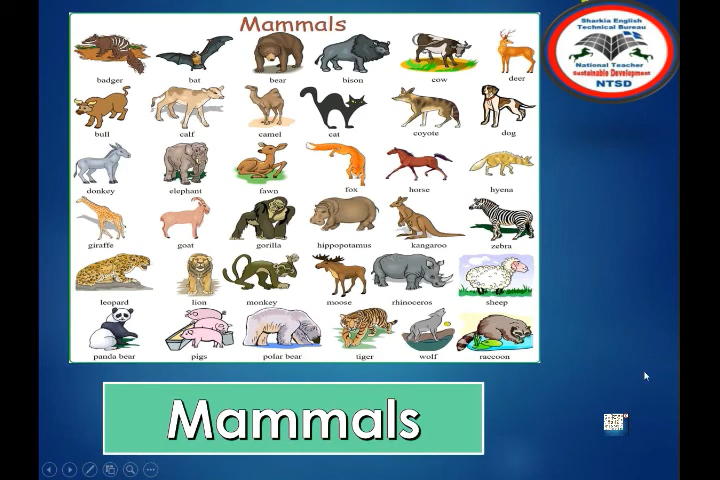 Mammals
Sharkia English
Technical Bureau
National Teacher
Sustainable Development
NTSD
badger bat bear bison cow deer
bull calf camel cat coyote dog
donkey elephant fawn fox horse hyena
giraffe goat gorilla hippopotamus kangaroo zebra
leopard lion monkey moose rhinoceros sheep
panda bear pigs polar bear tiger wolf raccoon
Mammals